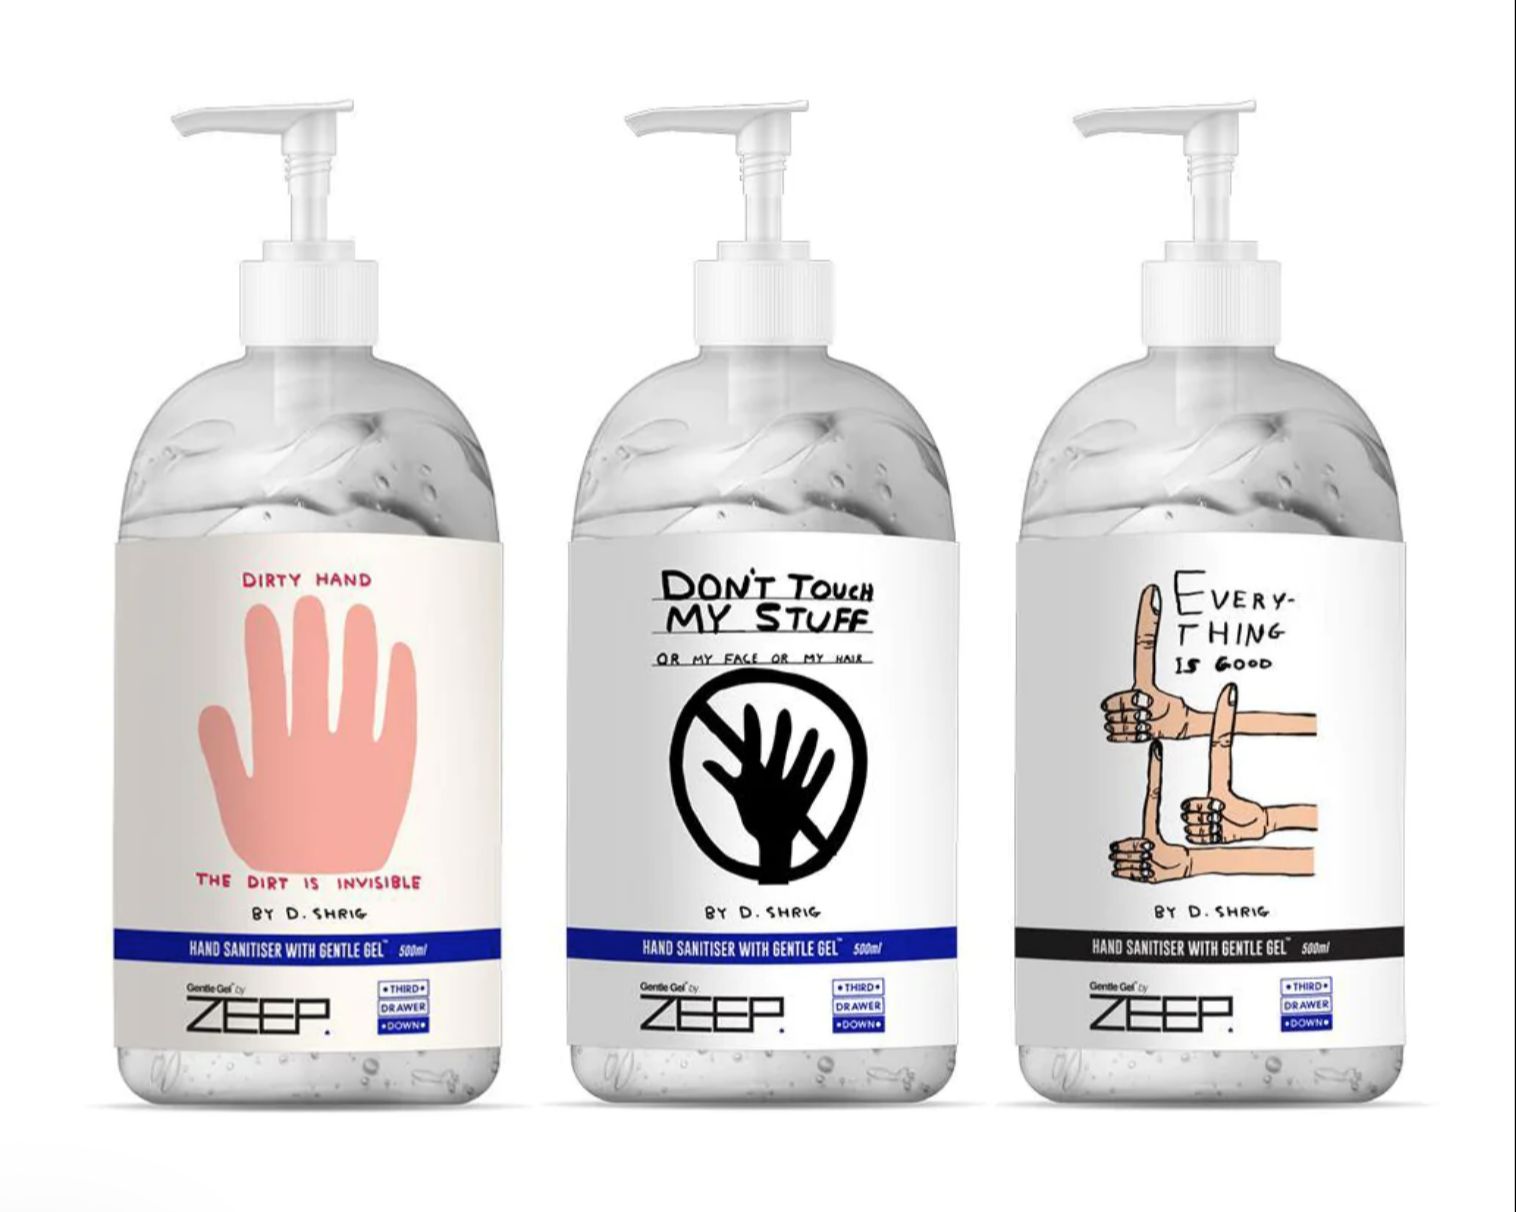 DIRTY HAND
THE DIRT IS INVISIBLE
BY D. SHRIG
HAND SANITISER WITH GENTLE GEL™ 500ml
Gentle Gel™ by
ZEEP.
•THIRD•
DRAWER
•DOWN•
DON'T TOUCH
MY STUFF
OR MY FACE OR MY HAIR
BY D. SHRIG
HAND SANITISER WITH GENTLE GEL™ 500ml
Gentle Gel™ by
ZEEP.
•THIRD•
DRAWER
•DOWN•
EVERY-
THING
IS GOOD
BY D. SHRIG
HAND SANITISER WITH GENTLE GEL™ 500ml
Gentle Gel™ by
ZEEP.
•THIRD•
DRAWER
•DOWN•